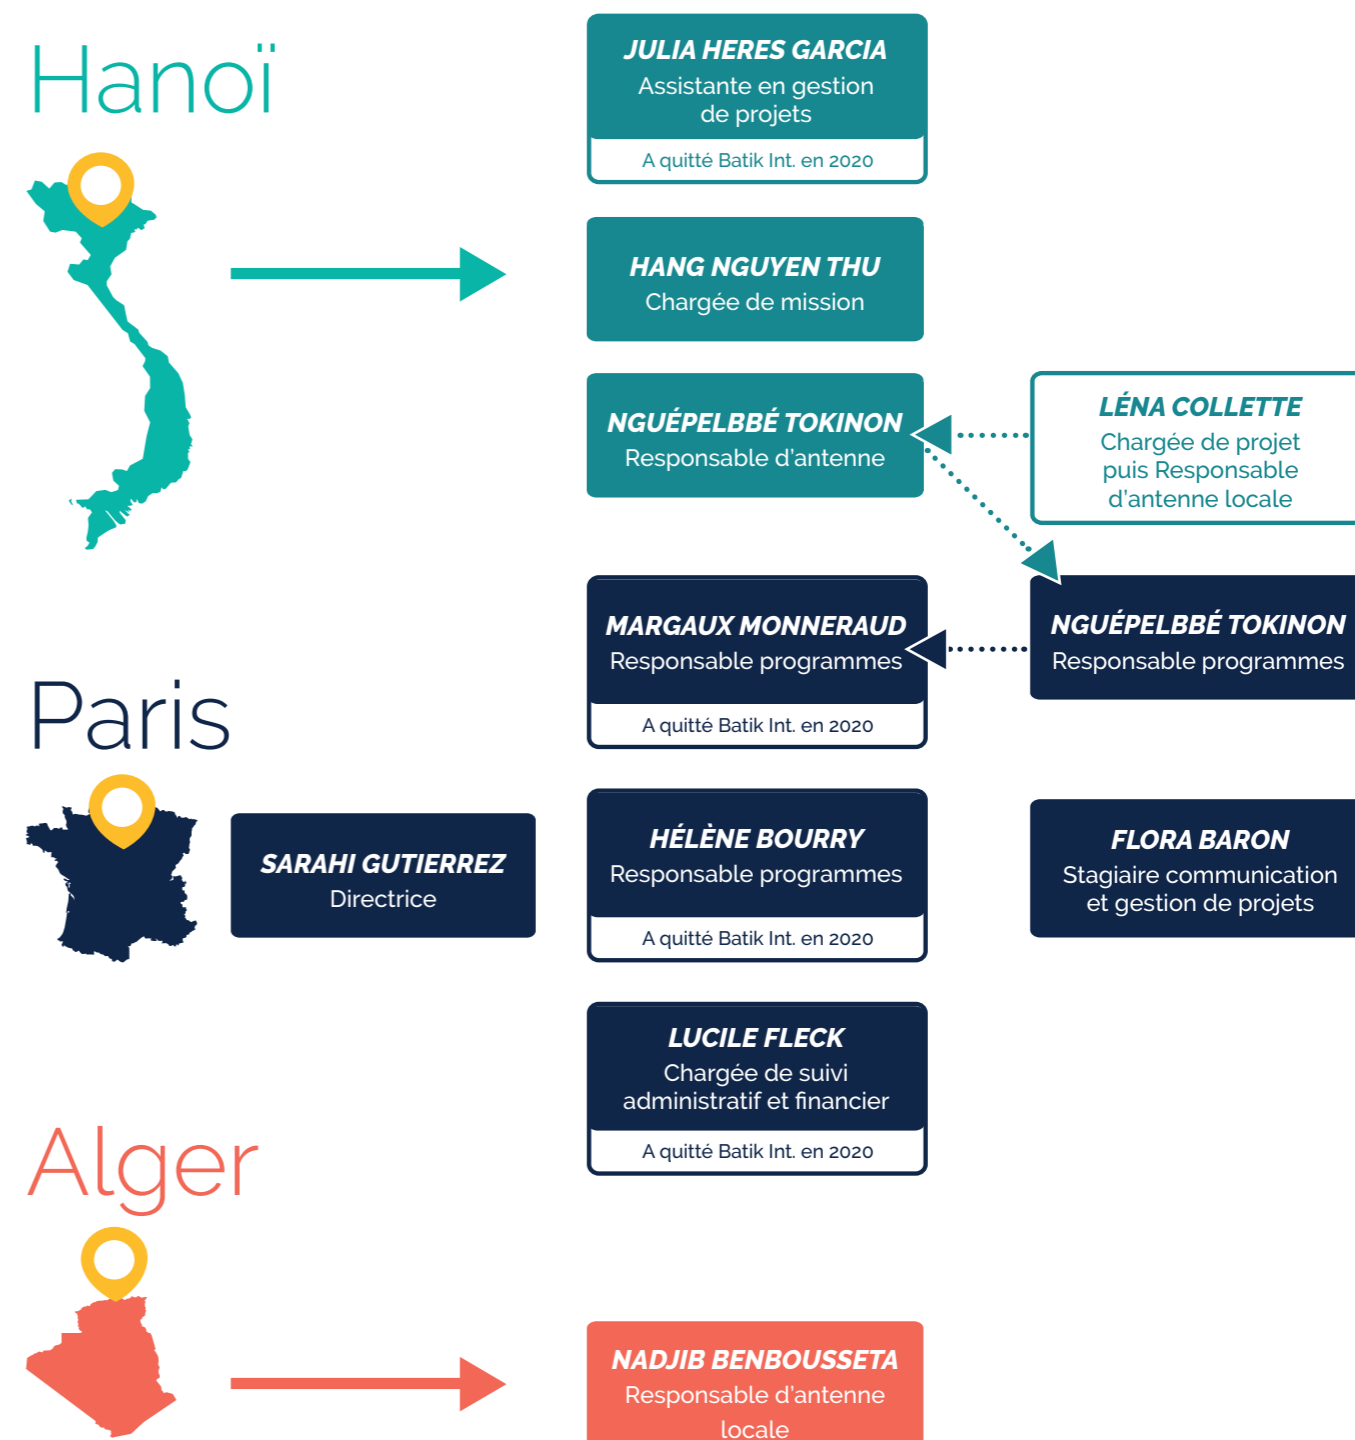 Hanoï
JULIA HERES GARCIA
Assistante en gestion
de projets
A quitté Batik Int. en 2020
HANG NGUYEN THU
Chargée de mission
NGUÉPELBBÉ TOKINON
Responsable d'antenne
LÉNA COLLETTE
Chargée de projet
puis Responsable
d'antenne locale
Paris
MARGAUX MONNERAUD
Responsable programmes
A quitté Batik Int. en 2020
NGUÉPELBBÉ TOKINON
Responsable programmes
SARAHI GUTIERREZ
Directrice
HÉLÈNE BOURRY
Responsable programmes
A quitté Batik Int. en 2020
FLORA BARON
Stagiaire communication
et gestion de projets
LUCILE FLECK
Chargée de suivi
administratif et financier
A quitté Batik Int. en 2020
Alger
NADJIB BENBOUSSETA
Responsable d'antenne
locale